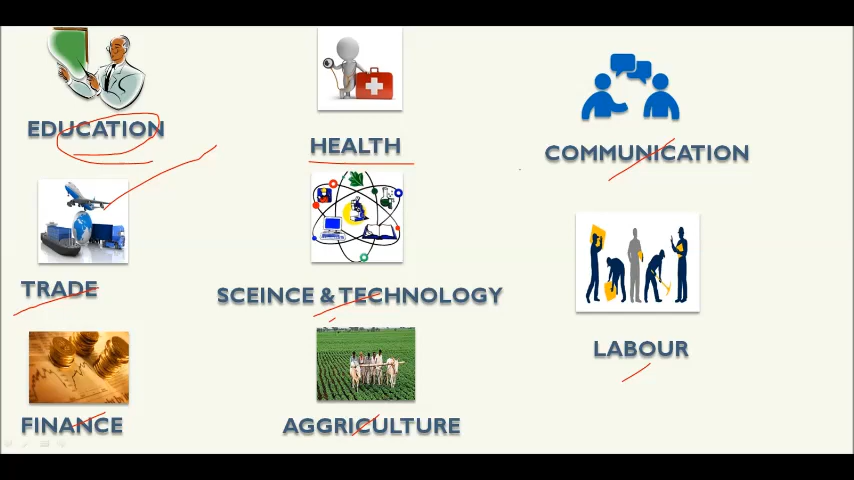 EDUCATION
HEALTH
COMMUNICATION
TRADE
SCEINCE & TECHNOLOGY
LABOUR
FINANCE
AGGRICULTURE